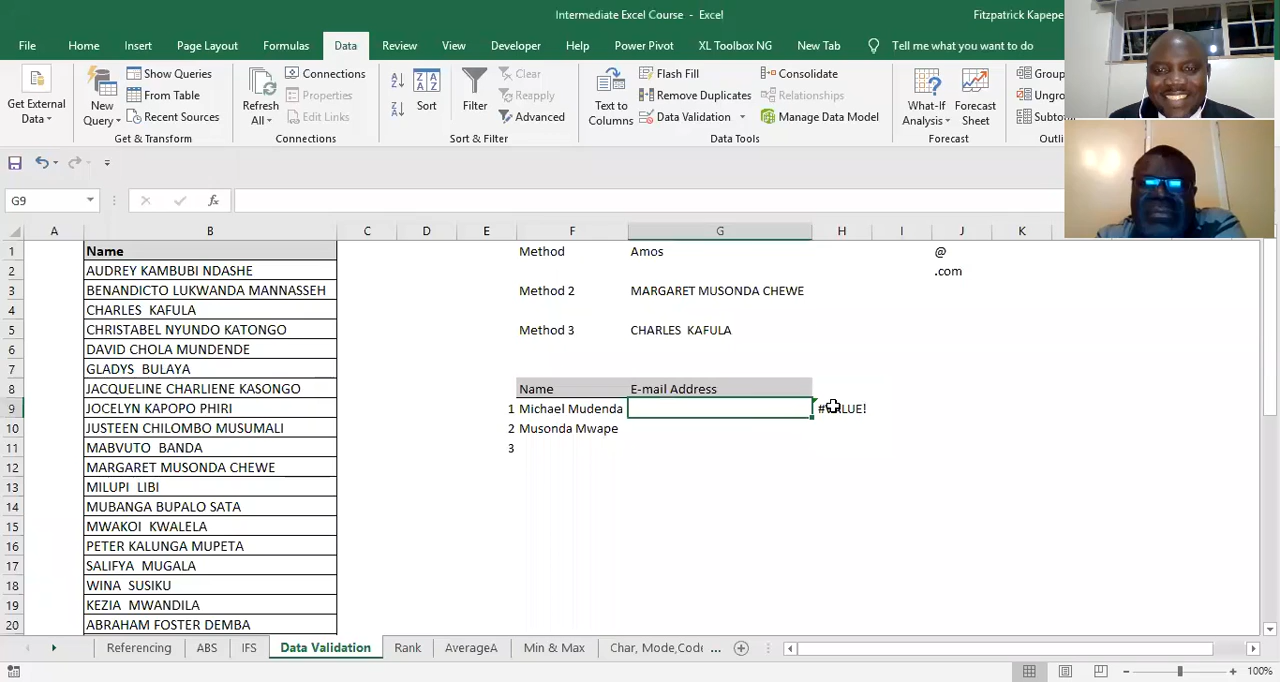 Intermediate Excel Course - Excel
Fitzpatrick Kapepe
File Home Insert Page Layout Formulas Data Review View Developer Help Power Pivot XL Toolbox NG New Tab Tell me what you want to do
Get External Data
New Query
Show Queries
From Table
Recent Sources
Get & Transform
Refresh All
Connections
Properties
Edit Links
Connections
Sort
Filter
Clear
Reapply
Advanced
Sort & Filter
Text to Columns
Flash Fill
Remove Duplicates
Data Validation
Consolidate
Relationships
Manage Data Model
Data Tools
What-If Analysis
Forecast Sheet
Forecast
Group
Ungro
Subtot
Outli
G9 fx
A B C D E F G H I J K
1 Name Method Amos @
2 AUDREY KAMBUBI NDASHE .com
3 BENANDICTO LUKWANDA MANNASSEH Method 2 MARGARET MUSONDA CHEWE
4 CHARLES KAFULA
5 CHRISTABEL NYUNDO KATONGO Method 3 CHARLES KAFULA
6 DAVID CHOLA MUNDENDE
7 GLADYS BULAYA
8 JACQUELINE CHARLIENE KASONGO Name E-mail Address
9 JOCELYN KAPOPO PHIRI 1 Michael Mudenda #VALUE!
10 JUSTEEN CHILOMBO MUSUMALI 2 Musonda Mwape
11 MABVUTO BANDA 3
12 MARGARET MUSONDA CHEWE
13 MILUPI LIBI
14 MUBANGA BUPALO SATA
15 MWAKOI KWALELA
16 PETER KALUNGA MUPETA
17 SALIFYA MUGALA
18 WINA SUSIKU
19 KEZIA MWANDILA
20 ABRAHAM FOSTER DEMBA
Referencing ABS IFS Data Validation Rank AverageA Min & Max Char, Mode,Code ...
100%